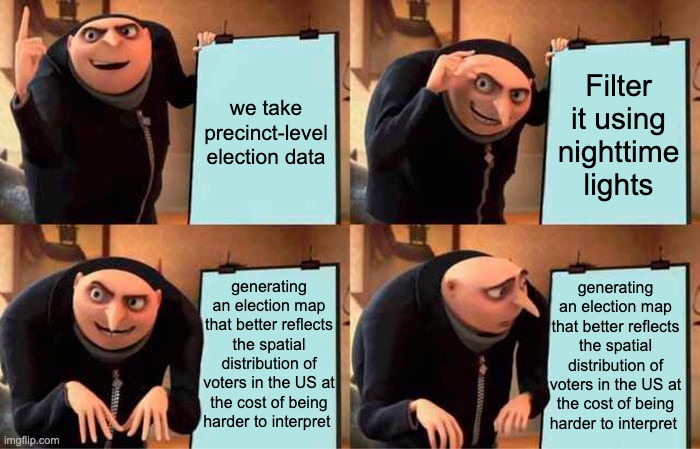 we take
precinct-level
election data
Filter
it using
nighttime
lights
generating
an election map
that better reflects
the spatial
distribution of
voters in the US at
the cost of being
harder to interpret
generating
an election map
that better reflects
the spatial
distribution of
voters in the US at
the cost of being
harder to interpret
imgflip.com